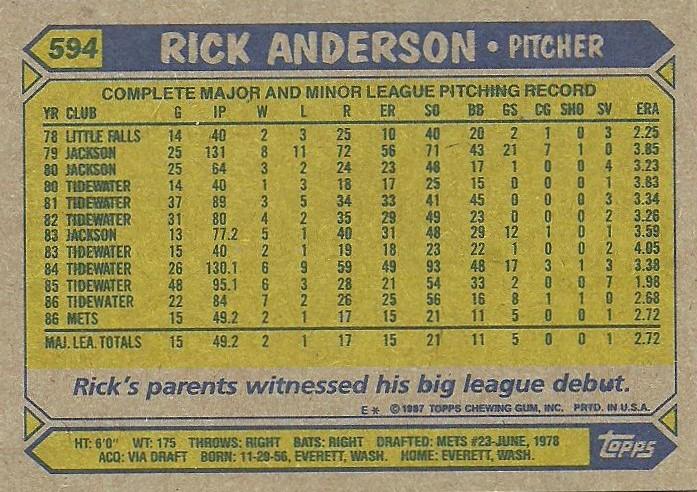 594 RICK ANDERSON • PITCHER
COMPLETE MAJOR AND MINOR LEAGUE PITCHING RECORD
YR CLUB G IP W L R ER SO BB GS CG SHO SV ERA
78 LITTLE FALLS 14 40 2 3 25 10 40 20 2 1 0 3 2.25
79 JACKSON 25 131 8 11 72 56 71 43 21 7 1 0 3.85
80 JACKSON 25 64 3 2 24 23 48 17 1 0 0 4 3.23
80 TIDEWATER 14 40 1 3 18 17 25 15 0 0 0 1 3.83
81 TIDEWATER 37 89 3 5 34 33 41 45 0 0 0 3 3.34
82 TIDEWATER 31 80 4 2 35 29 49 23 0 0 0 2 3.26
83 JACKSON 13 77.2 5 1 40 31 48 29 12 1 0 1 3.59
83 TIDEWATER 15 40 2 1 19 18 23 22 1 0 0 2 4.05
84 TIDEWATER 26 130.1 6 9 59 49 93 48 17 3 1 3 3.38
85 TIDEWATER 48 95.1 6 3 28 21 54 33 2 0 0 7 1.98
86 TIDEWATER 22 84 7 2 26 25 56 16 8 1 1 0 2.68
86 METS 15 49.2 2 1 17 15 21 11 5 0 0 1 2.72
MAJ. LEA. TOTALS 15 49.2 2 1 17 15 21 11 5 0 0 1 2.72
Rick's parents witnessed his big league debut.
E* © 1987 TOPPS CHEWING GUM, INC. PRTD. IN U.S.A.
HT: 6'0" WT: 175 THROWS: RIGHT BATS: RIGHT DRAFTED: METS #23-JUNE, 1978
ACQ: VIA DRAFT BORN: 11-29-56, EVERETT, WASH. HOME: EVERETT, WASH.
TOPPS